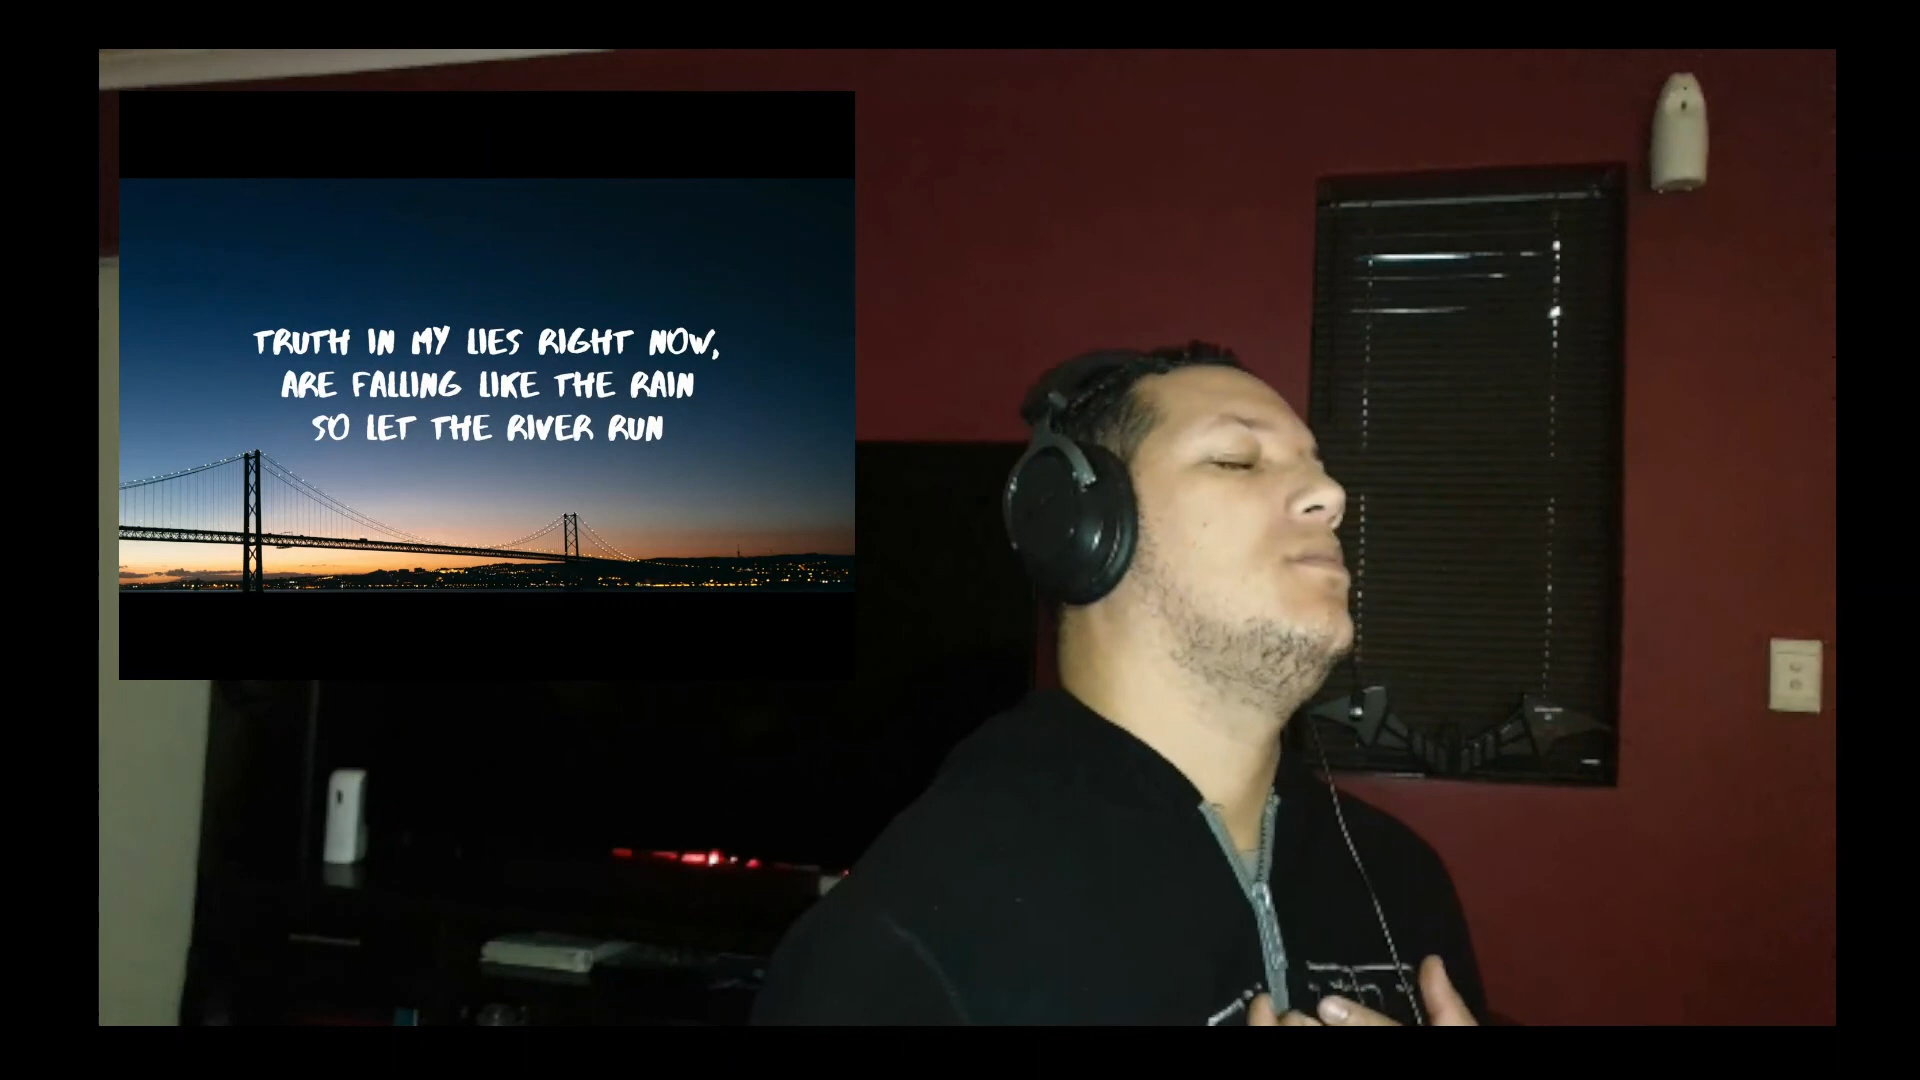 TRUTH IN MY LIES RIGHT NOW,
ARE FALLING LIKE THE RAIN
SO LET THE RIVER RUN